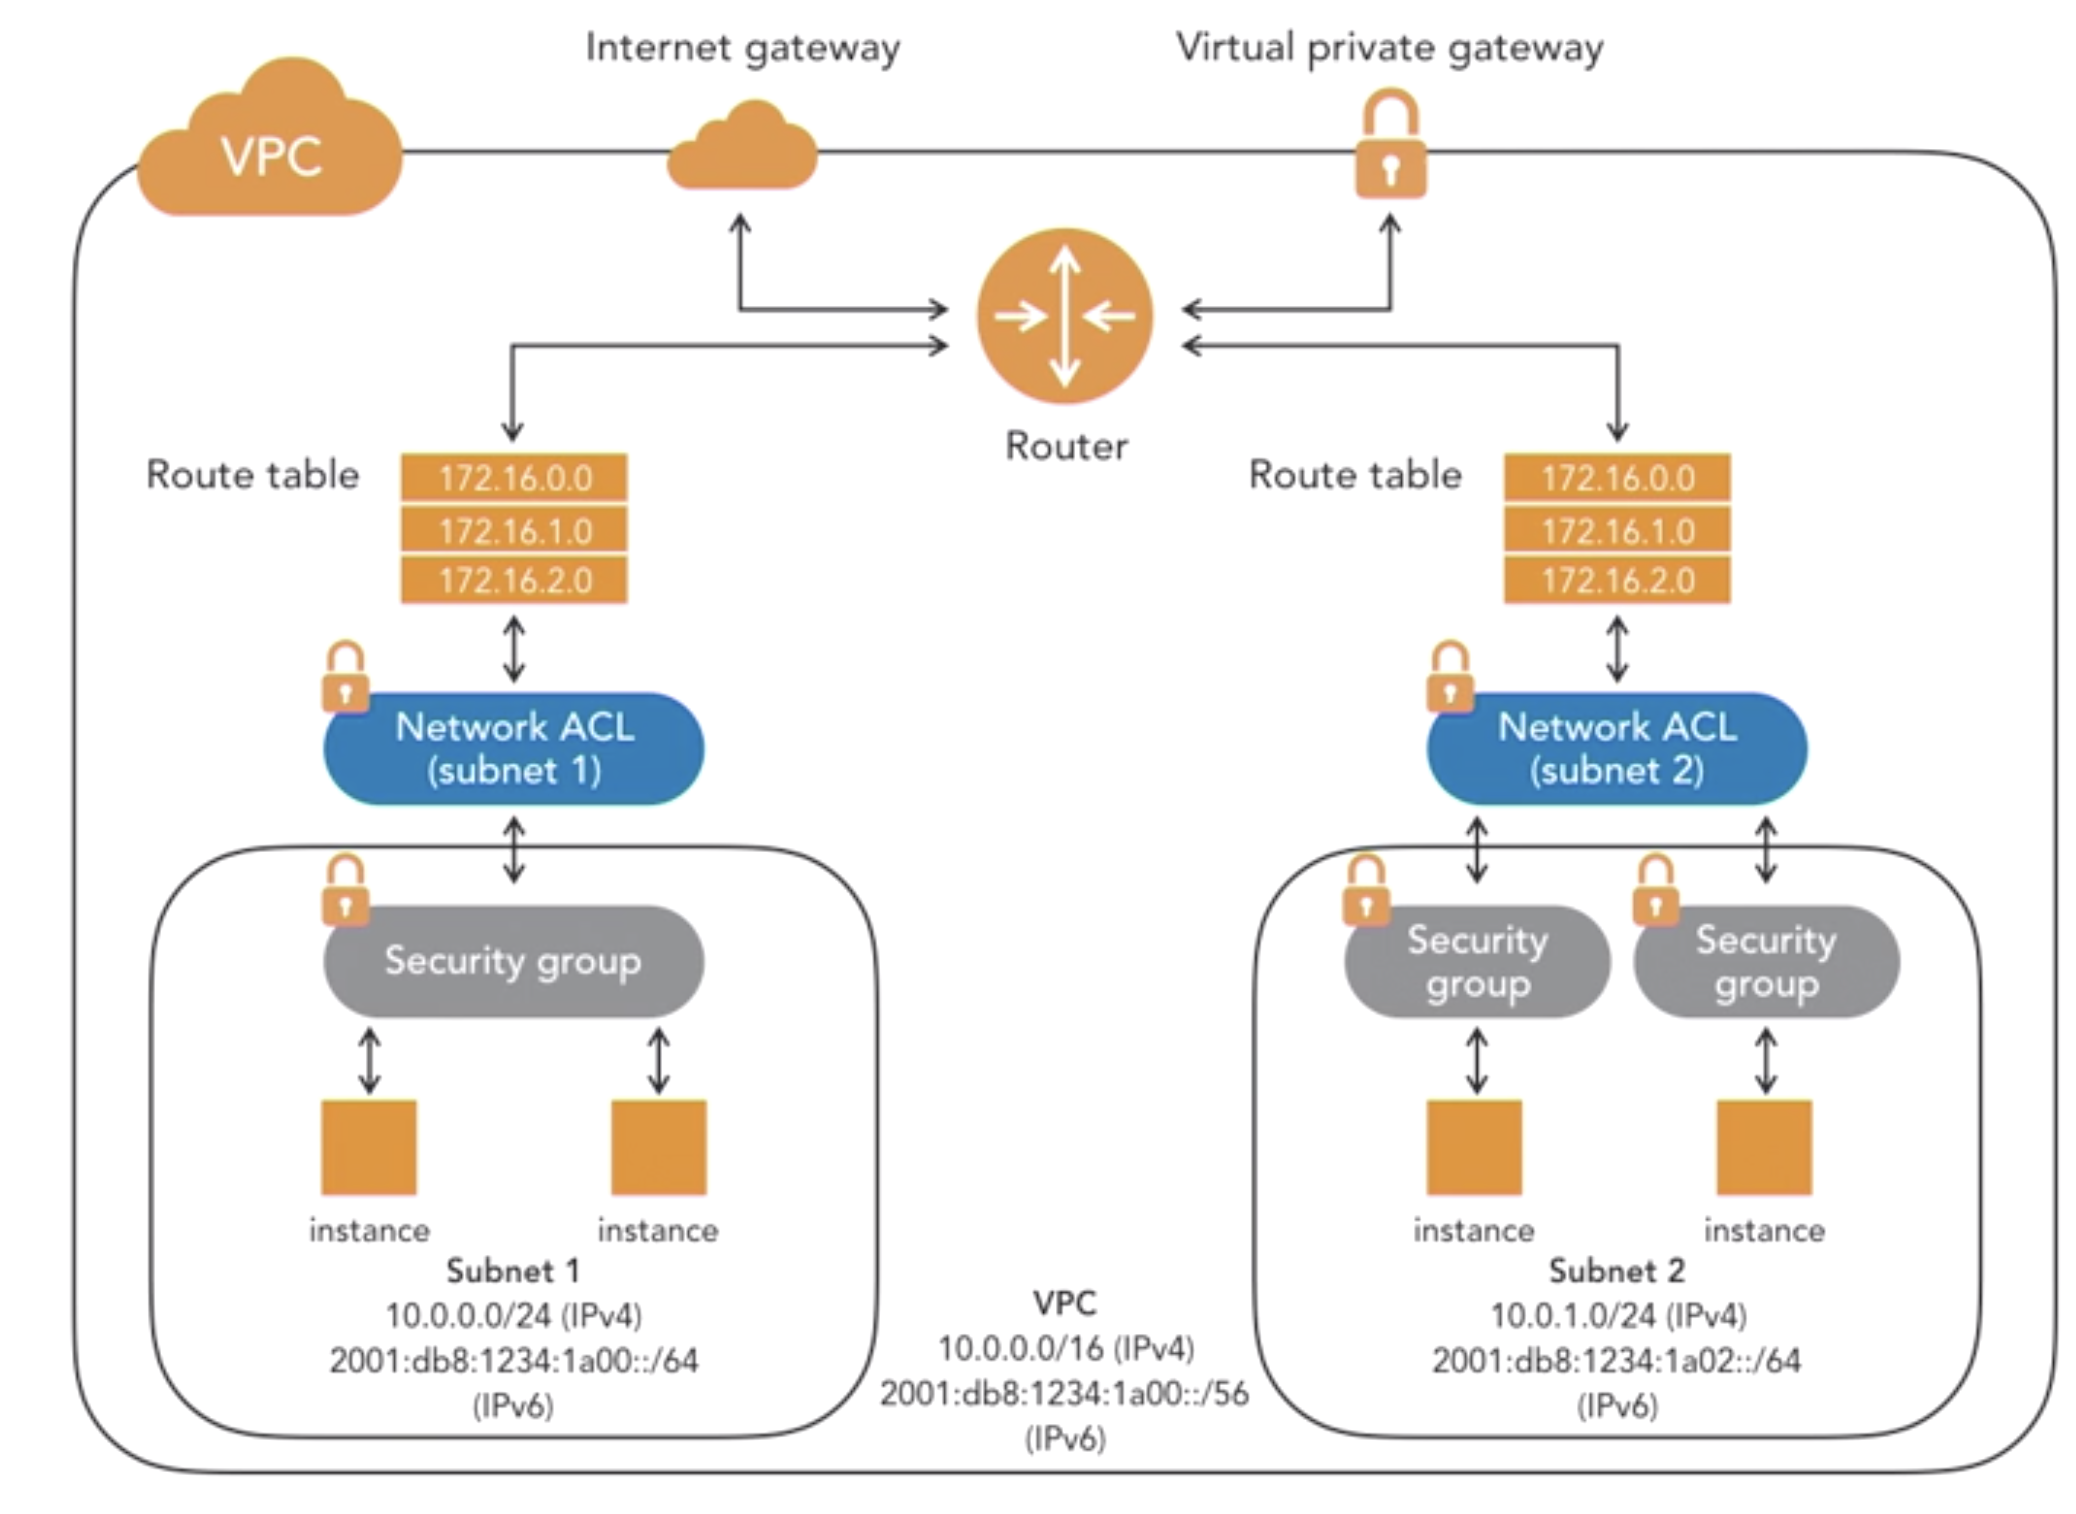 Internet gateway
Virtual private gateway
VPC
Router
Route table
172.16.0.0
172.16.1.0
172.16.2.0
Route table
172.16.0.0
172.16.1.0
172.16.2.0
Network ACL
(subnet 1)
Network ACL
(subnet 2)
Security group
Security
group
Security
group
instance
instance
Subnet 1
10.0.0.0/24 (IPv4)
2001:db8:1234:1a00::/64
(IPv6)
VPC
10.0.0.0/16 (IPv4)
2001:db8:1234:1a00::/56
(IPv6)
instance
instance
Subnet 2
10.0.1.0/24 (IPv4)
2001:db8:1234:1a02::/64
(IPv6)